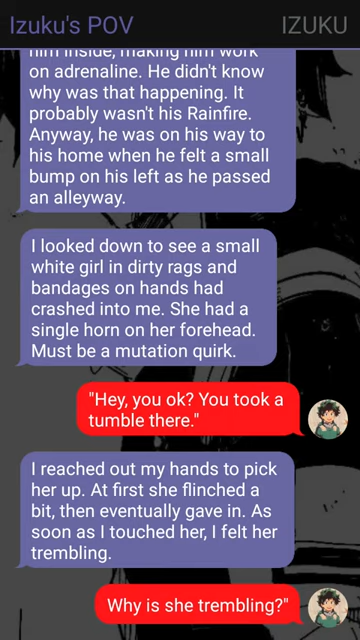 Izuku's POV
IZUKU
him inside, making him work
on adrenaline. He didn't know
why was that happening. It
probably wasn't his Rainfire.
Anyway, he was on his way to
his home when he felt a small
bump on his left as he passed
an alleyway.
I looked down to see a small
white girl in dirty rags and
bandages on hands had
crashed into me. She had a
single horn on her forehead.
Must be a mutation quirk.
"Hey, you ok? You took a
tumble there."
I reached out my hands to pick
her up. At first she flinched a
bit, then eventually gave in. As
soon as I touched her, I felt her
trembling.
Why is she trembling?"